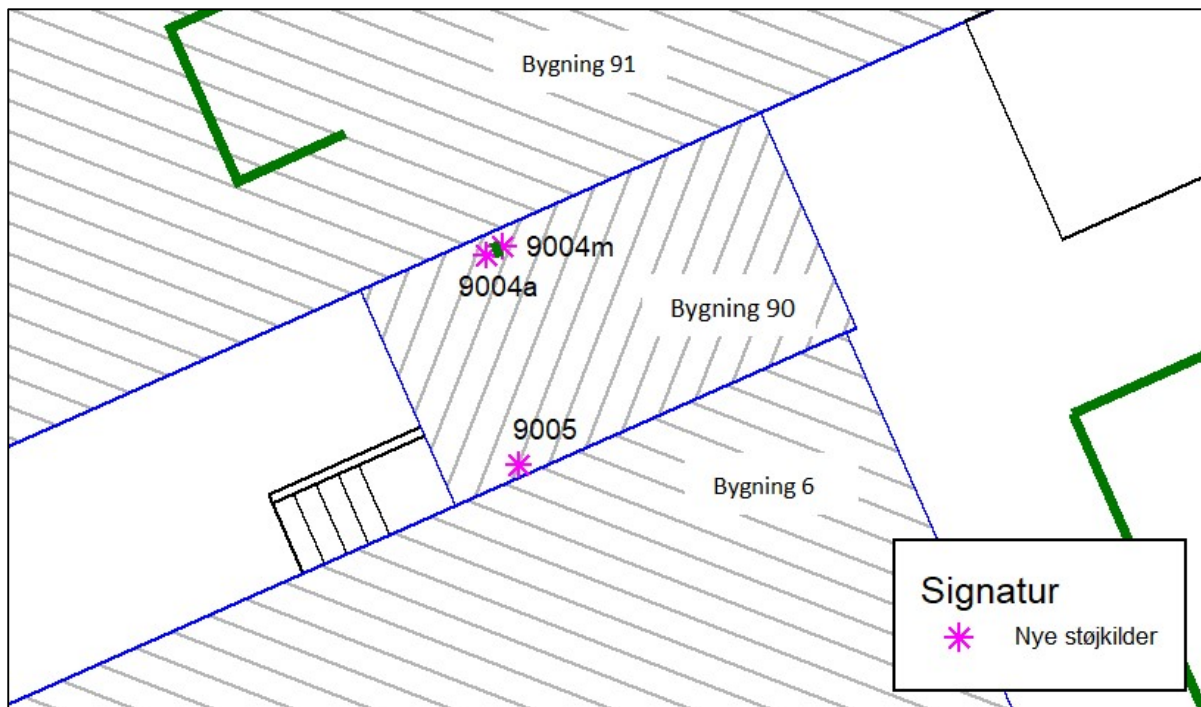 Bygning 91
9004m
9004a
Bygning 90
9005
Bygning 6
Signatur
Nye støjkilder